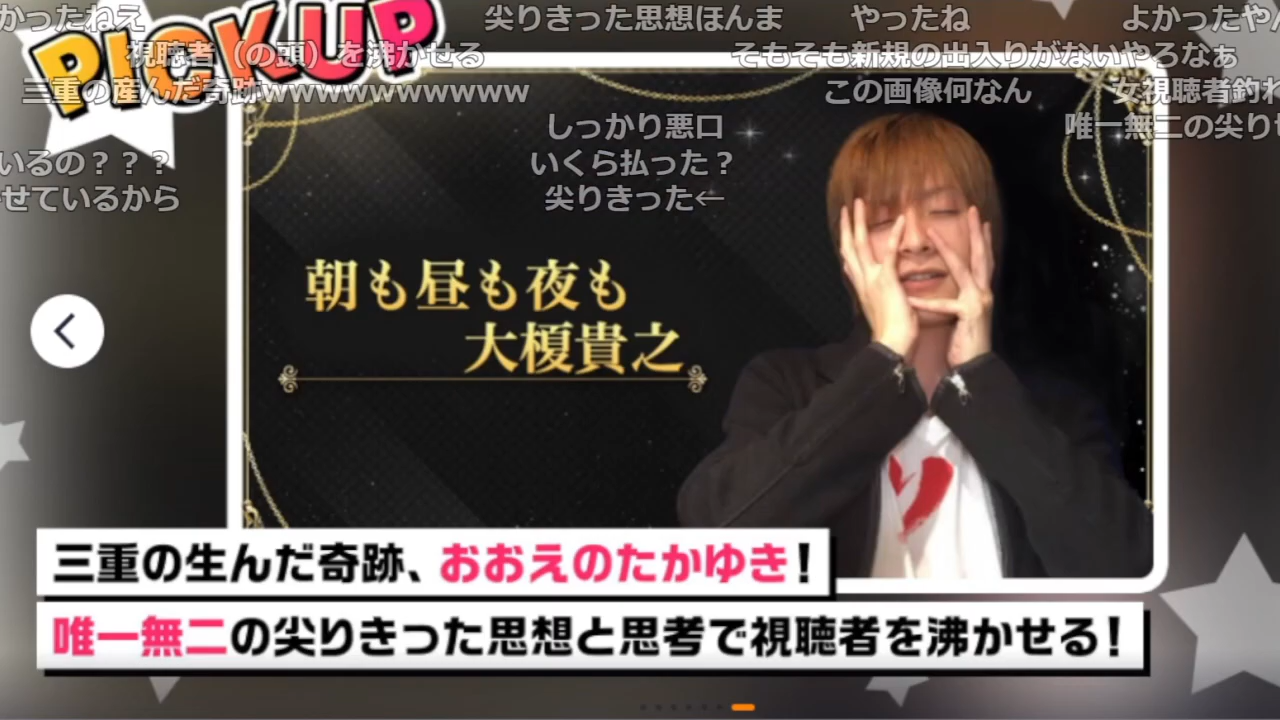 かったねえ
尖りきった思想ほんま
やったね
よかったやん
PICKUP
視聴者（の頭）を沸かせる
そもそも新規の出入りがないやろなぁ
三重の産んだ奇跡wwwwwwwwwww
この画像何なん
女視聴者釣れ
しっかり悪口
唯一無二の尖り
いるの？？？
いくら払った？
せているから
尖りきった←
朝も昼も夜も
大榎貴之
三重の生んだ奇跡、おおえのたかゆき！
唯一無二の尖りきった思想と思考で視聴者を沸かせる！